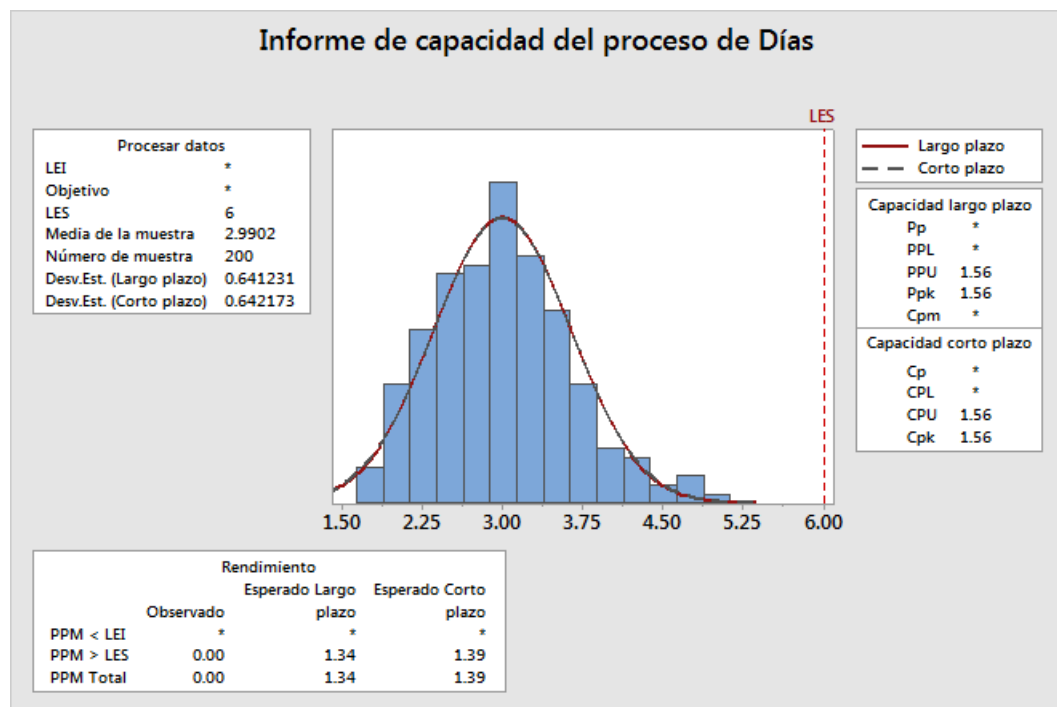 Informe de capacidad del proceso de Días
LES
Procesar datos
LEI *
Objetivo *
LES 6
Media de la muestra 2.9902
Número de muestra 200
Desv.Est. (Largo plazo) 0.641231
Desv.Est. (Corto plazo) 0.642173
Largo plazo
Corto plazo
Capacidad largo plazo
Pp *
PPL *
PPU 1.56
Ppk 1.56
Cpm *
Capacidad corto plazo
Cp *
CPL *
CPU 1.56
Cpk 1.56
1.50 2.25 3.00 3.75 4.50 5.25 6.00
Rendimiento
Esperado Largo Esperado Corto
Observado plazo plazo
PPM < LEI * * *
PPM > LES 0.00 1.34 1.39
PPM Total 0.00 1.34 1.39